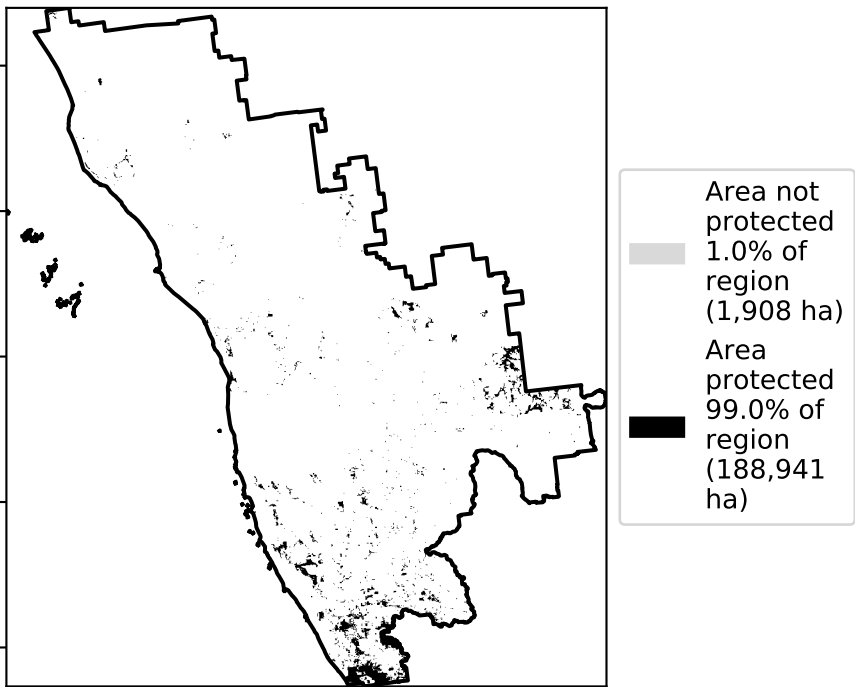 Area not
protected
1.0% of
region
(1,908 ha)
Area
protected
99.0% of
region
(188,941
ha)